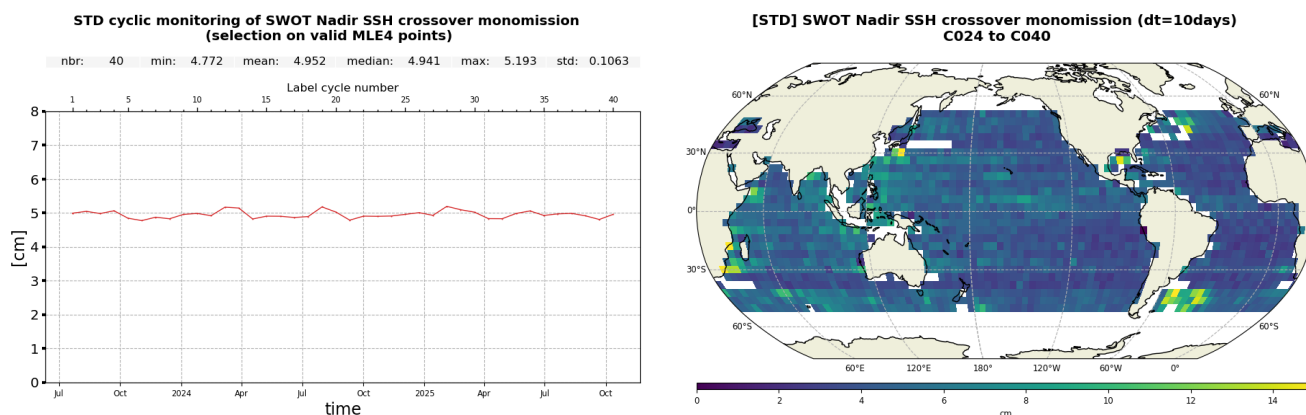 STD cyclic monitoring of SWOT Nadir SSH crossover monomission
(selection on valid MLE4 points)
nbr: 40 min: 4.772 mean: 4.952 median: 4.941 max: 5.193 std: 0.1063
Label cycle number
1 5 10 15 20 25 30 35 40
8
7
6
5
4
3
2
1
0
[cm]
Jul Oct 2024 Apr Jul Oct 2025 Apr Jul Oct
time
[STD] SWOT Nadir SSH crossover monomission (dt=10days)
C024 to C040
60°N 60°N
30°N 30°N
0° 0°
30°S 30°S
60°S 60°S
60°E 120°E 180° 120°W 60°W 0°
0 2 4 6 8 10 12 14
cm